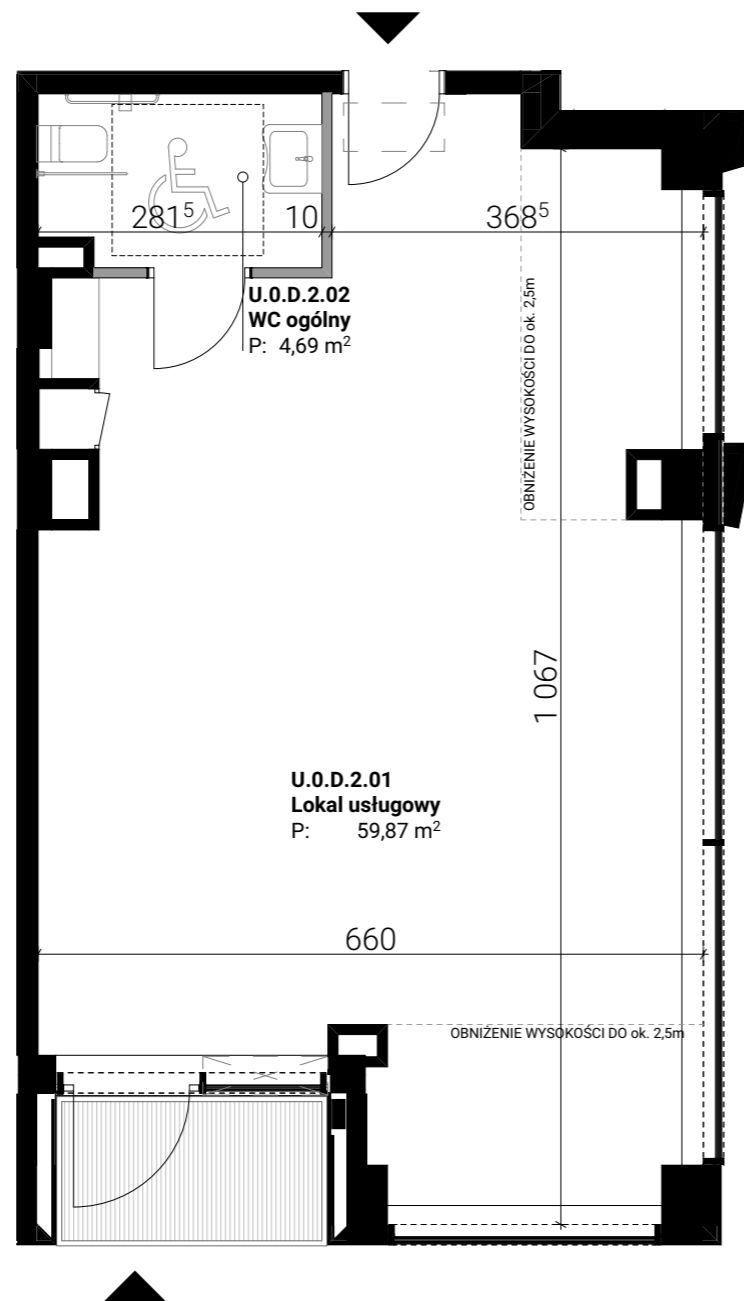 281⁵
10
368⁵
U.0.D.2.02
WC ogólny
P: 4,69 m²
OBNIŻENIE WYSOKOŚCI DO ok. 2,5m
1 067
U.0.D.2.01
Lokal usługowy
P: 59,87 m²
660
OBNIŻENIE WYSOKOŚCI DO ok. 2,5m